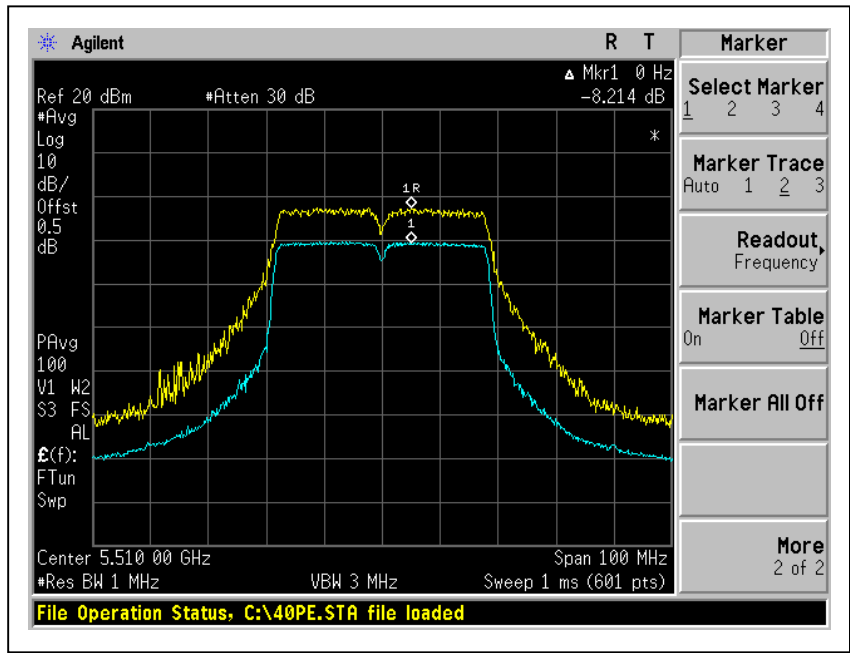 Agilent R T Marker
Δ Mkr1 0 Hz
Ref 20 dBm #Atten 30 dB -8.214 dB
#Avg
Log
10
dB/
Offst
0.5
dB
*
1R
1
PAvg
100
V1 W2
S3 FS
AL
£(f):
FTun
Swp
Center 5.510 00 GHz Span 100 MHz
#Res BW 1 MHz VBW 3 MHz Sweep 1 ms (601 pts)
File Operation Status, C:\40PE.STA file loaded
Select Marker
1 2 3 4
Marker Trace
Auto 1 2 3
Readout
Frequency
Marker Table
On Off
Marker All Off
More
2 of 2